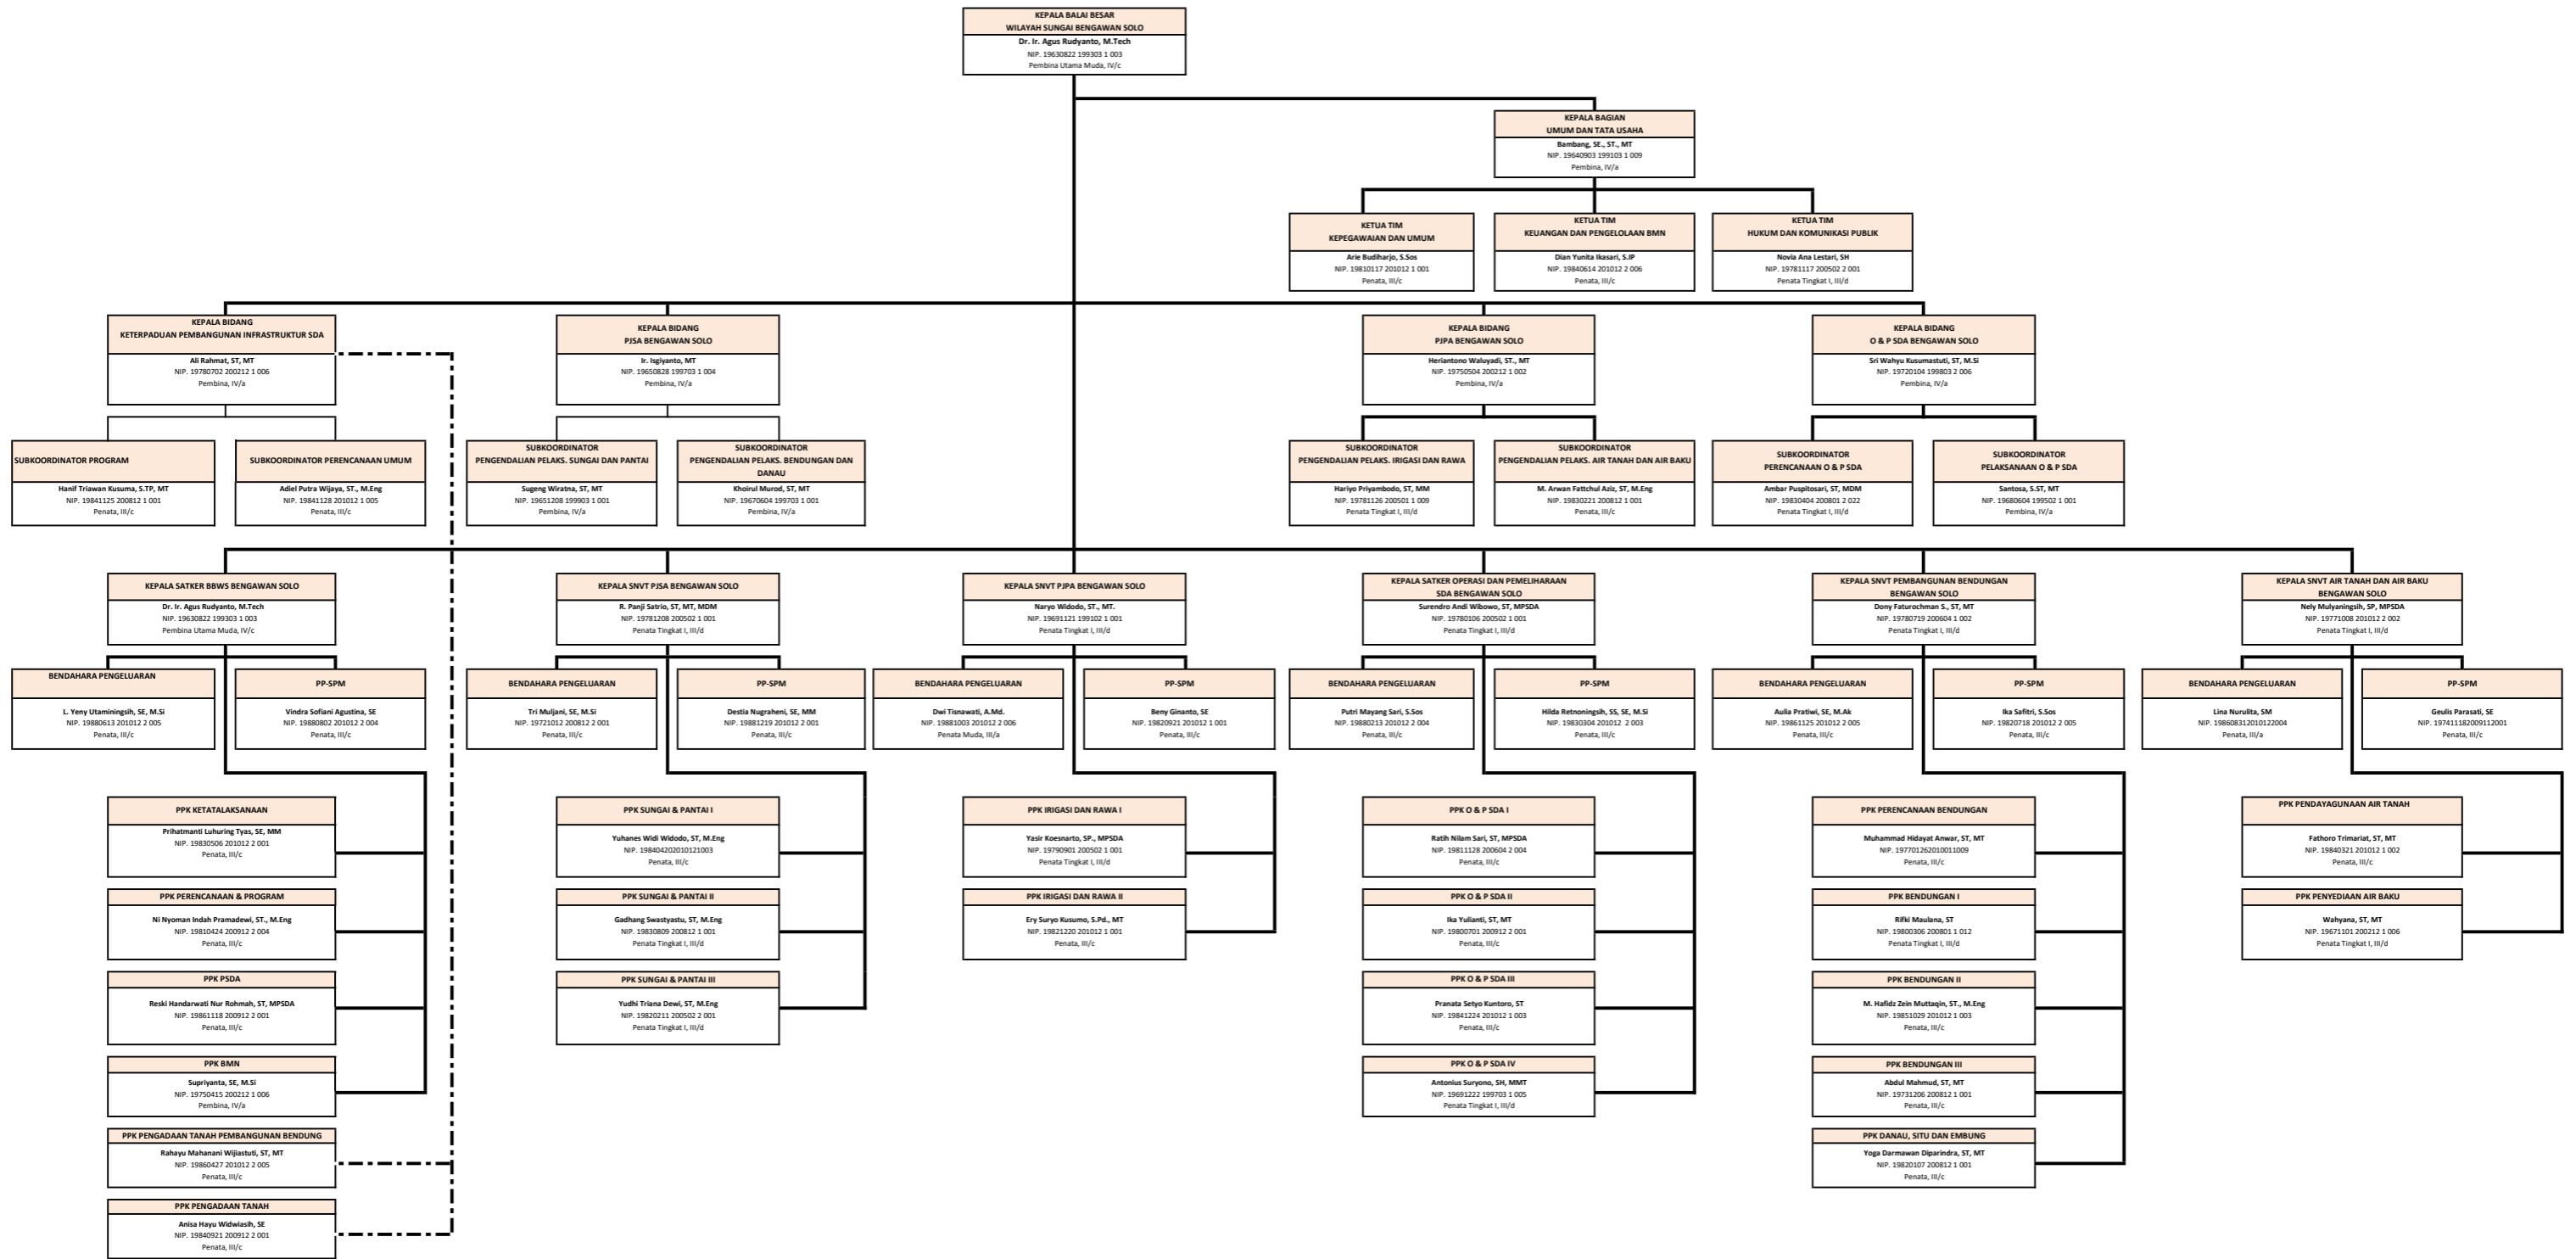 KEPALA BALAI BESAR
WILAYAH SUNGAI BENGAWAN SOLO
Dr. Ir. Agus Rudyanto, M.Tech
NIP. 19630822 199303 1 003
Pembina Utama Muda, IV/c
KEPALA BAGIAN
UMUM DAN TATA USAHA
Bambang, SE., ST., MT
NIP. 19640903 199103 1 009
Pembina, IV/a
KETUA TIM
KEPEGAWAIAN DAN UMUM
Arie Budiharjo, S.Sos
NIP. 19810117 201012 1 001
Penata, III/c
KETUA TIM
KEUANGAN DAN PENGELOLAAN BMN
Dian Yunita Ikasari, S.IP
NIP. 19840614 201012 2 006
Penata, III/c
KETUA TIM
HUKUM DAN KOMUNIKASI PUBLIK
Novia Ana Lestari, SH
NIP. 19781117 200502 2 001
Penata Tingkat I, III/d
KEPALA BIDANG
KETERPADUAN PEMBANGUNAN INFRASTRUKTUR SDA
Ali Rahmat, ST, MT
NIP. 19780702 200212 1 006
Pembina, IV/a
KEPALA BIDANG
PJSA BENGAWAN SOLO
Ir. Isgiyanto, MT
NIP. 19650828 199703 1 004
Pembina, IV/a
KEPALA BIDANG
PJPA BENGAWAN SOLO
Heriantono Waluyadi, ST., MT
NIP. 19750504 200212 1 002
Pembina, IV/a
KEPALA BIDANG
O & P SDA BENGAWAN SOLO
Sri Wahyu Kusumastuti, ST, M.Si
NIP. 19720104 199803 2 006
Pembina, IV/a
SUBKOORDINATOR PROGRAM
Hanif Triawan Kusuma, S.TP, MT
NIP. 19841125 200812 1 001
Penata, III/c
SUBKOORDINATOR PERENCANAAN UMUM
Adiel Putra Wijaya, ST., M.Eng
NIP. 19841128 201012 1 005
Penata, III/c
SUBKOORDINATOR
PENGENDALIAN PELAKS. SUNGAI DAN PANTAI
Sugeng Wiratna, ST, MT
NIP. 19651208 199903 1 001
Pembina, IV/a
SUBKOORDINATOR
PENGENDALIAN PELAKS. BENDUNGAN DAN
DANAU
Khoirul Murod, ST, MT
NIP. 19670604 199703 1 001
Pembina, IV/a
SUBKOORDINATOR
PENGENDALIAN PELAKS. IRIGASI DAN RAWA
Hariyo Priyambodo, ST, MM
NIP. 19781126 200501 1 009
Penata Tingkat I, III/d
SUBKOORDINATOR
PENGENDALIAN PELAKS. AIR TANAH DAN AIR BAKU
M. Arwan Fattchul Aziz, ST, M.Eng
NIP. 19830221 200812 1 001
Penata, III/c
SUBKOORDINATOR
PERENCANAAN O & P SDA
Ambar Puspitosari, ST, MDM
NIP. 19830404 200801 2 022
Penata Tingkat I, III/d
SUBKOORDINATOR
PELAKSANAAN O & P SDA
Santosa, S.ST, MT
NIP. 19680604 199502 1 001
Pembina, IV/a
KEPALA SATKER BBWS BENGAWAN SOLO
Dr. Ir. Agus Rudyanto, M.Tech
NIP. 19630822 199303 1 003
Pembina Utama Muda, IV/c
KEPALA SNVT PJSA BENGAWAN SOLO
R. Panji Satrio, ST, MT, MDM
NIP. 19781208 200502 1 001
Penata Tingkat I, III/d
KEPALA SNVT PJPA BENGAWAN SOLO
Naryo Widodo, ST., MT.
NIP. 19691121 199102 1 001
Penata Tingkat I, III/d
KEPALA SATKER OPERASI DAN PEMELIHARAAN
SDA BENGAWAN SOLO
Surendro Andi Wibowo, ST, MPSDA
NIP. 19780106 200502 1 001
Penata Tingkat I, III/d
KEPALA SNVT PEMBANGUNAN BENDUNGAN
BENGAWAN SOLO
Dony Faturochman S., ST, MT
NIP. 19780719 200604 1 002
Penata Tingkat I, III/d
KEPALA SNVT AIR TANAH DAN AIR BAKU
BENGAWAN SOLO
Nely Mulyaningsih, SP, MPSDA
NIP. 19771008 201012 2 002
Penata Tingkat I, III/d
BENDAHARA PENGELUARAN
L. Yeny Utaminingsih, SE, M.Si
NIP. 19880613 201012 2 005
Penata, III/c
PP-SPM
Vindra Sofiani Agustina, SE
NIP. 19880802 201012 2 004
Penata, III/c
BENDAHARA PENGELUARAN
Tri Muljani, SE, M.Si
NIP. 19721012 200812 2 001
Penata, III/c
PP-SPM
Destia Nugraheni, SE, MM
NIP. 19881219 201012 2 001
Penata, III/c
BENDAHARA PENGELUARAN
Dwi Tisnawati, A.Md.
NIP. 19881003 201012 2 006
Penata Muda, III/a
PP-SPM
Beny Ginanto, SE
NIP. 19820921 201012 1 001
Penata, III/c
BENDAHARA PENGELUARAN
Putri Mayang Sari, S.Sos
NIP. 19880213 201012 2 004
Penata, III/c
PP-SPM
Hilda Retnoningsih, SS, SE, M.Si
NIP. 19830304 201012 2 003
Penata, III/c
BENDAHARA PENGELUARAN
Aulia Pratiwi, SE, M.Ak
NIP. 19861125 201012 2 005
Penata, III/c
PP-SPM
Ika Safitri, S.Sos
NIP. 19820718 201012 2 005
Penata, III/c
BENDAHARA PENGELUARAN
Lina Nurulita, SM
NIP. 198608312010122004
Penata, III/a
PP-SPM
Geulis Parasati, SE
NIP. 197411182009112001
Penata, III/c
PPK KETATALAKSANAAN
Prihatmanti Luhuring Tyas, SE, MM
NIP. 19830506 201012 2 001
Penata, III/c
PPK SUNGAI & PANTAI I
Yuhanes Widi Widodo, ST, M.Eng
NIP. 198404202010121003
Penata, III/c
PPK IRIGASI DAN RAWA I
Yasir Koesnarto, SP., MPSDA
NIP. 19790901 200502 1 001
Penata Tingkat I, III/d
PPK O & P SDA I
Ratih Nilam Sari, ST, MPSDA
NIP. 19811128 200604 2 004
Penata, III/c
PPK PERENCANAAN BENDUNGAN
Muhammad Hidayat Anwar, ST, MT
NIP. 197701262010011009
Penata, III/c
PPK PENDAYAGUNAAN AIR TANAH
Fathoro Trimariat, ST, MT
NIP. 19840321 201012 1 002
Penata, III/c
PPK PERENCANAAN & PROGRAM
Ni Nyoman Indah Pramadewi, ST., M.Eng
NIP. 19810424 200912 2 004
Penata, III/c
PPK SUNGAI & PANTAI II
Gadhang Swastyastu, ST, M.Eng
NIP. 19830809 200812 1 001
Penata Tingkat I, III/d
PPK IRIGASI DAN RAWA II
Ery Suryo Kusumo, S.Pd., MT
NIP. 19821220 201012 1 001
Penata, III/c
PPK O & P SDA II
Ika Yulianti, ST, MT
NIP. 19800701 200912 2 001
Penata, III/c
PPK BENDUNGAN I
Rifki Maulana, ST
NIP. 19800306 200801 1 012
Penata Tingkat I, III/d
PPK PENYEDIAAN AIR BAKU
Wahyana, ST, MT
NIP. 19671101 200212 1 006
Penata Tingkat I, III/d
PPK PSDA
Reski Handarwati Nur Rohmah, ST, MPSDA
NIP. 19861118 200912 2 001
Penata, III/c
PPK SUNGAI & PANTAI III
Yudhi Triana Dewi, ST, M.Eng
NIP. 19820211 200502 2 001
Penata Tingkat I, III/d
PPK O & P SDA III
Pranata Setyo Kuntoro, ST
NIP. 19841224 201012 1 003
Penata, III/c
PPK BENDUNGAN II
M. Hafidz Zein Muttaqin, ST., M.Eng
NIP. 19851029 201012 1 003
Penata, III/c
PPK BMN
Supriyanta, SE, M.Si
NIP. 19750415 200212 1 006
Pembina, IV/a
PPK O & P SDA IV
Antonius Suryono, SH, MMT
NIP. 19691222 199703 1 005
Penata Tingkat I, III/d
PPK BENDUNGAN III
Abdul Mahmud, ST, MT
NIP. 19731206 200812 1 001
Penata, III/c
PPK PENGADAAN TANAH PEMBANGUNAN BENDUNG
Rahayu Mahanani Wijiastuti, ST, MT
NIP. 19860427 201012 2 005
Penata, III/c
PPK DANAU, SITU DAN EMBUNG
Yoga Darmawan Diparindra, ST, MT
NIP. 19820107 200812 1 001
Penata, III/c
PPK PENGADAAN TANAH
Anisa Hayu Widwiasih, SE
NIP. 19840921 200912 2 001
Penata, III/c